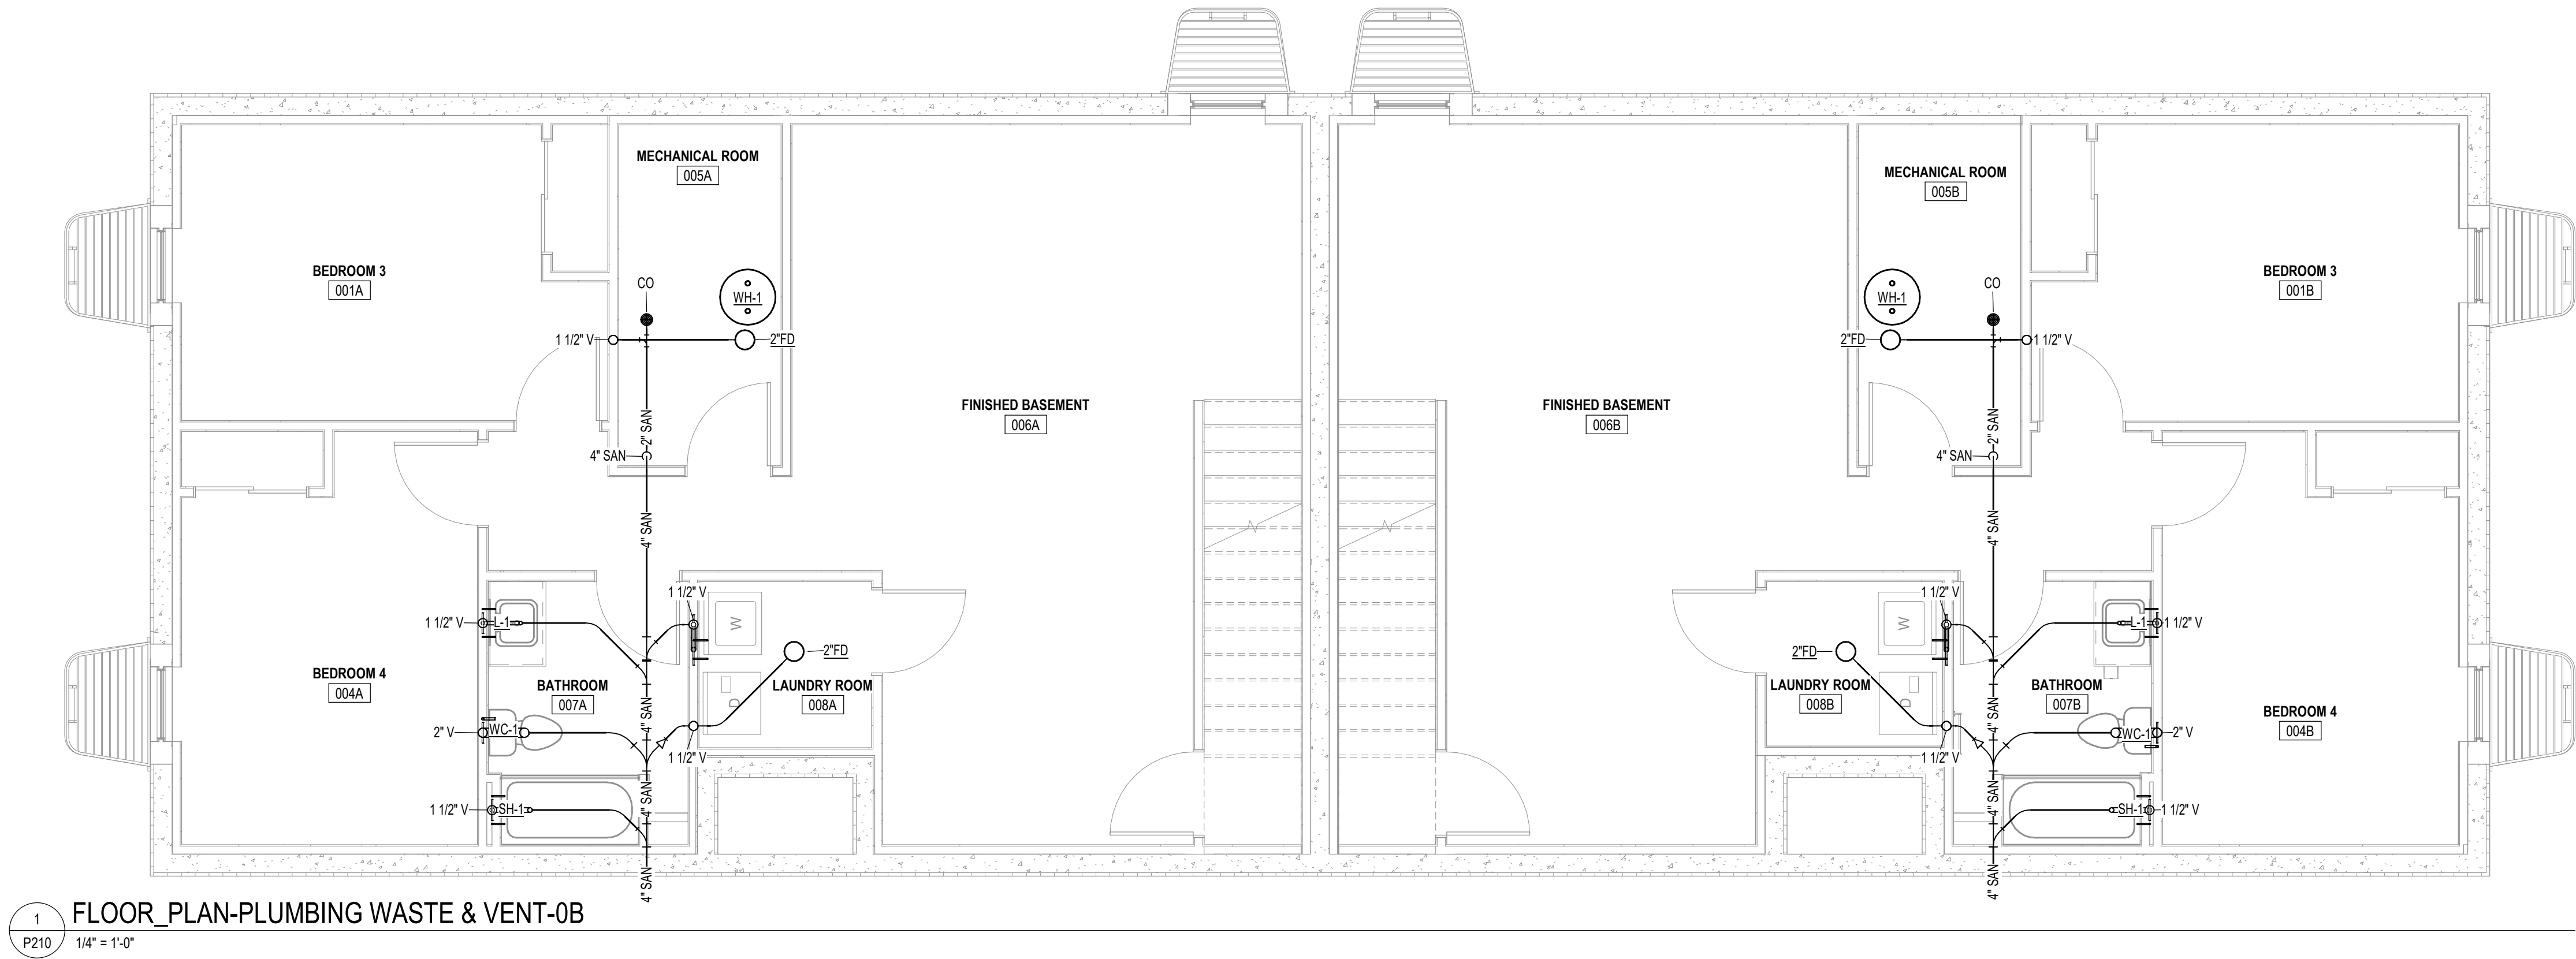 MECHANICAL ROOM
005A
MECHANICAL ROOM
005B
BEDROOM 3
001A
BEDROOM 3
001B
CO
WH-1
WH-1
CO
1 1/2" V
2"FD
2"FD
1 1/2" V
FINISHED BASEMENT
006A
FINISHED BASEMENT
006B
2" SAN
2" SAN
4" SAN
4" SAN
4" SAN
4" SAN
1 1/2" V
1 1/2" V
1 1/2" V
L-1
W
W
L-1
1 1/2" V
2"FD
2"FD
BEDROOM 4
004A
BATHROOM
007A
LAUNDRY ROOM
008A
LAUNDRY ROOM
008B
BATHROOM
007B
BEDROOM 4
004B
D
D
4" SAN
4" SAN
2" V
WC-1
WC-1
2" V
1 1/2" V
1 1/2" V
4" SAN
4" SAN
1 1/2" V
SH-1
SH-1
1 1/2" V
4" SAN
4" SAN
1
FLOOR_PLAN-PLUMBING WASTE & VENT-0B
P210
1/4" = 1'-0"